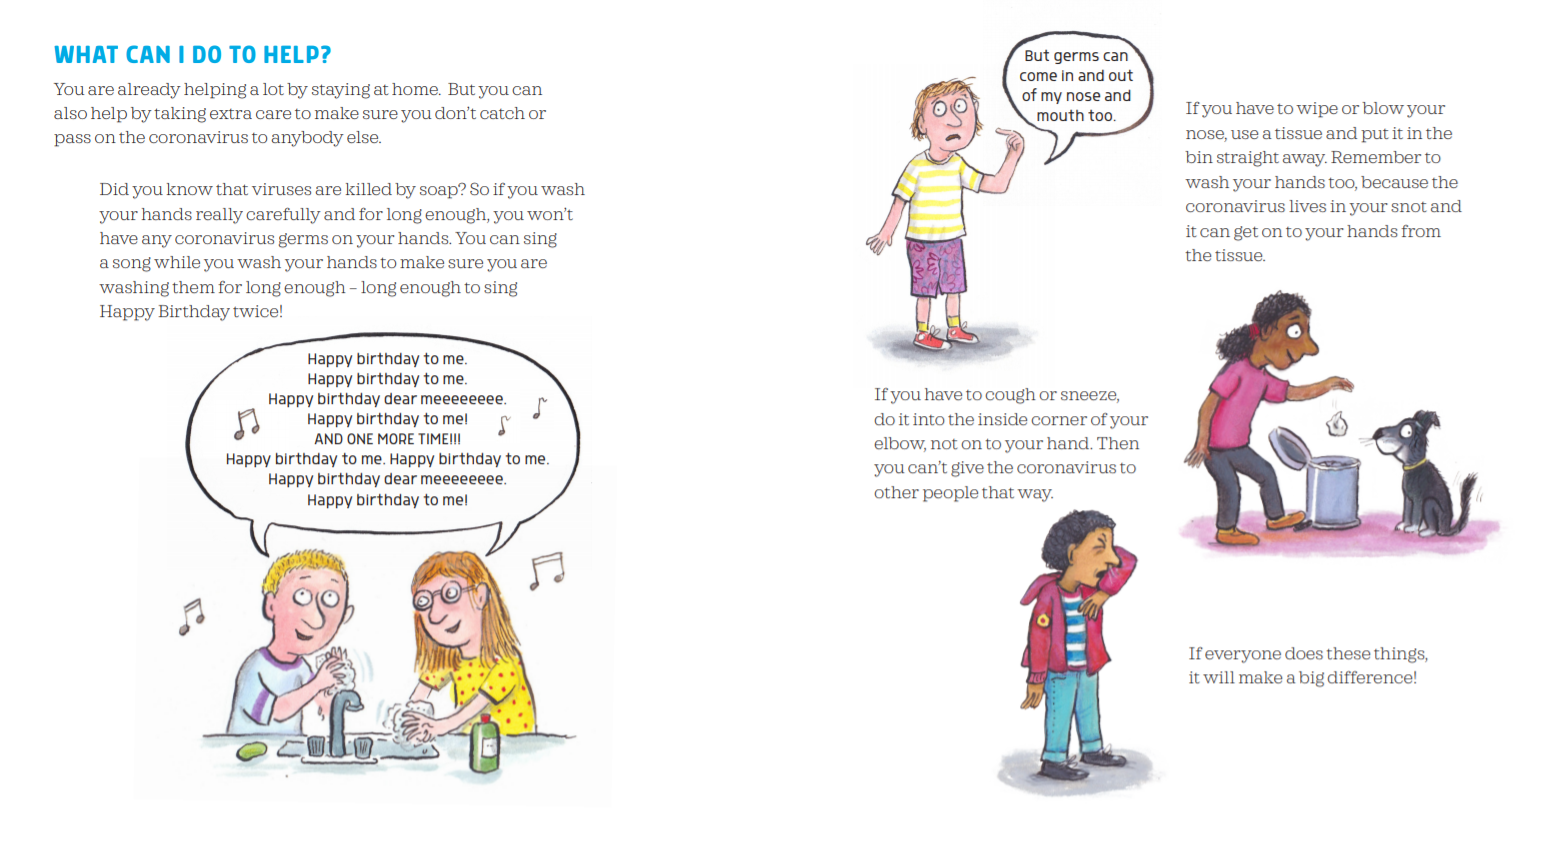 WHAT CAN I DO TO HELP?
You are already helping a lot by staying at home.  But you can
also help by taking extra care to make sure you don't catch or
pass on the coronavirus to anybody else.
Did you know that viruses are killed by soap? So if you wash
your hands really carefully and for long enough, you won't
have any coronavirus germs on your hands. You can sing
a song while you wash your hands to make sure you are
washing them for long enough – long enough to sing
Happy Birthday twice!
Happy birthday to me.
Happy birthday to me.
Happy birthday dear meeeeeeee.
Happy birthday to me!
AND ONE MORE TIME!!!
Happy birthday to me. Happy birthday to me.
Happy birthday dear meeeeeeee.
Happy birthday to me!
But germs can
come in and out
of my nose and
mouth too.
If you have to cough or sneeze,
do it into the inside corner of your
elbow, not on to your hand. Then
you can't give the coronavirus to
other people that way.
If you have to wipe or blow your
nose, use a tissue and put it in the
bin straight away. Remember to
wash your hands too, because the
coronavirus lives in your snot and
it can get on to your hands from
the tissue.
If everyone does these things,
it will make a big difference!